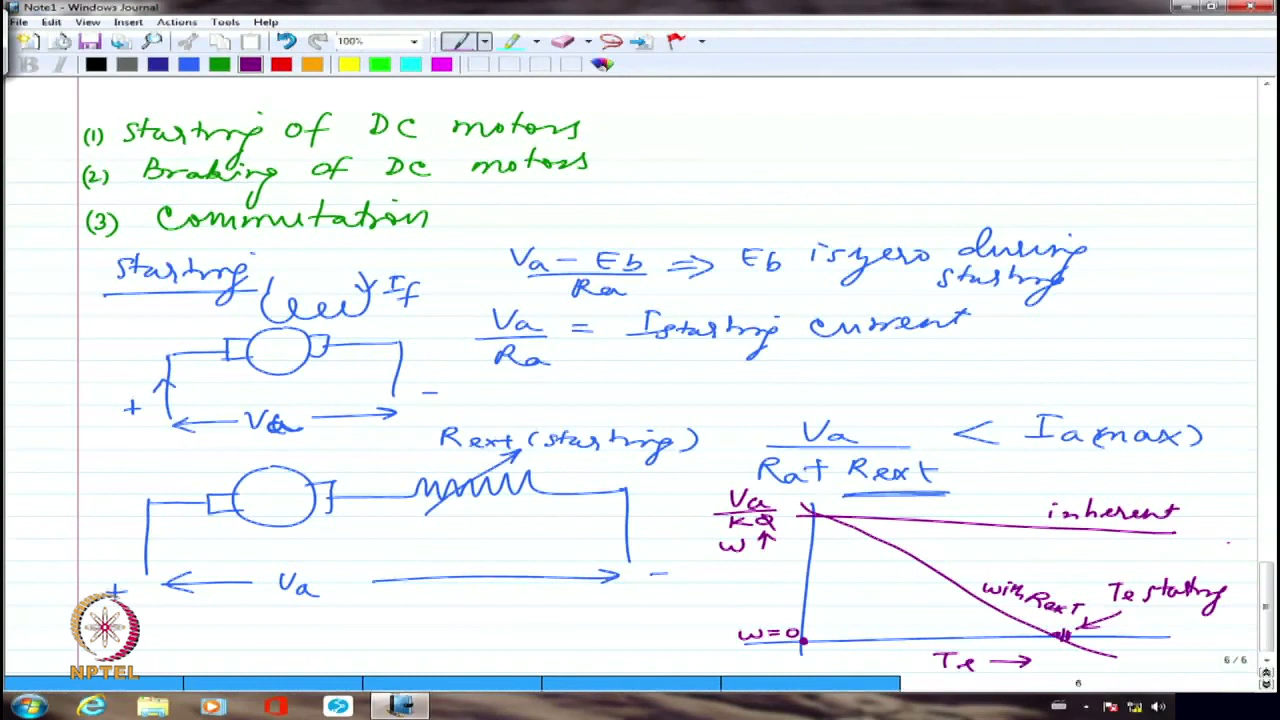 Note1 - Windows Journal
File Edit View Insert Actions Tools Help
100%
B I
(1) Starting of DC motors
(2) Braking of DC motors
(3) Commutation
Starting
If
Va - Eb / Ra ⇒ Eb is zero during starting
Va / Ra = Istarting current
+ Va -
Rext (starting)
Va / Ra + Rext < Ia(max)
+ Va -
Va / KΦ
ω ↑
inherent
with Rext
Te starting
ω = 0
Te →
NPTEL
6 / 6
6